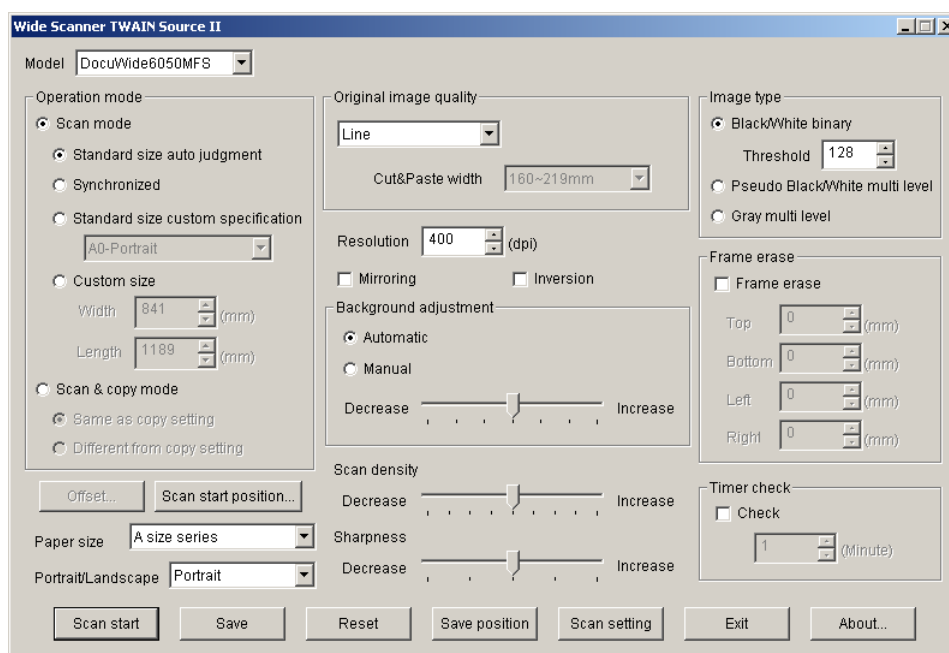 Wide Scanner TWAIN Source II
Model DocuWide6050MFS
Operation mode
Scan mode
Standard size auto judgment
Synchronized
Standard size custom specification
A0-Portrait
Custom size
Width 841 (mm)
Length 1189 (mm)
Scan & copy mode
Same as copy setting
Different from copy setting
Offset... Scan start position...
Paper size A size series
Portrait/Landscape Portrait
Original image quality
Line
Cut&Paste width 160~219mm
Resolution 400 (dpi)
Mirroring Inversion
Background adjustment
Automatic
Manual
Decrease Increase
Scan density
Decrease Increase
Sharpness
Decrease Increase
Image type
Black/White binary
Threshold 128
Pseudo Black/White multi level
Gray multi level
Frame erase
Frame erase
Top 0 (mm)
Bottom 0 (mm)
Left 0 (mm)
Right 0 (mm)
Timer check
Check
1 (Minute)
Scan start Save Reset Save position Scan setting Exit About...